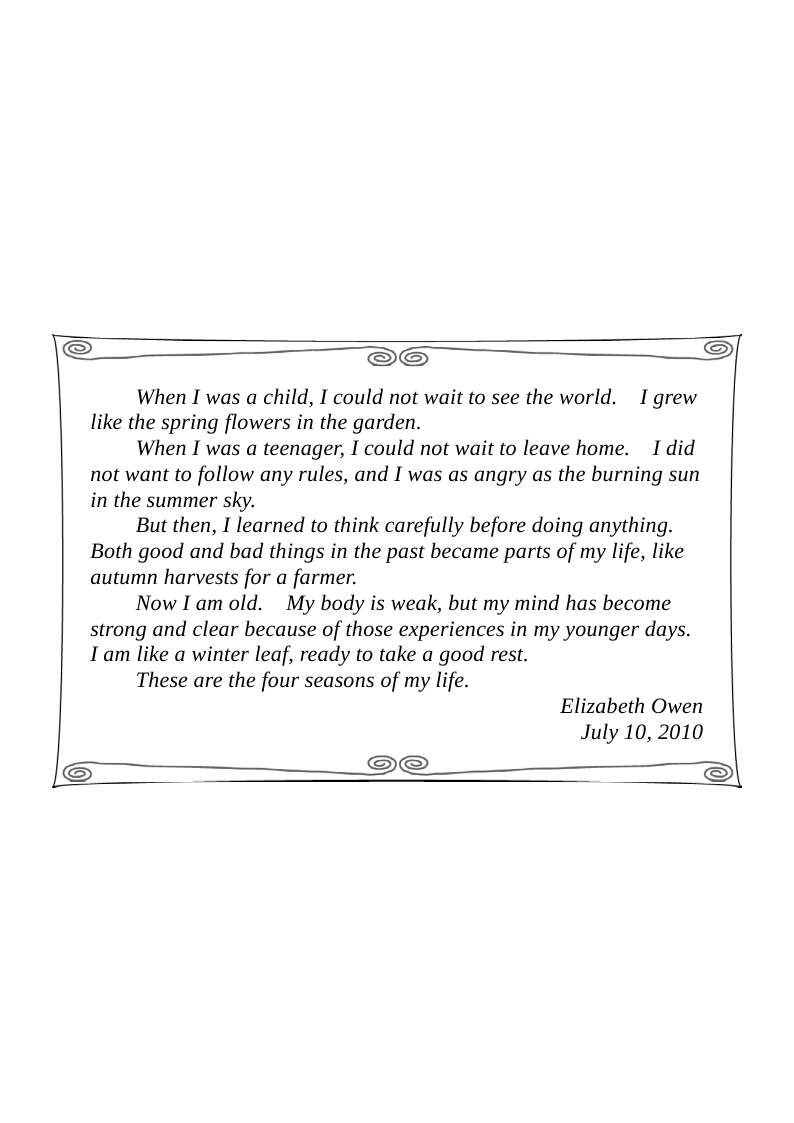 When I was a child, I could not wait to see the world. I grew
like the spring flowers in the garden.
When I was a teenager, I could not wait to leave home. I did
not want to follow any rules, and I was as angry as the burning sun
in the summer sky.
But then, I learned to think carefully before doing anything.
Both good and bad things in the past became parts of my life, like
autumn harvests for a farmer.
Now I am old. My body is weak, but my mind has become
strong and clear because of those experiences in my younger days.
I am like a winter leaf, ready to take a good rest.
These are the four seasons of my life.
Elizabeth Owen
July 10, 2010